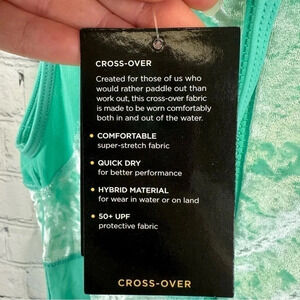 CROSS-OVER
Created for those of us who
would rather paddle out than
work out, this cross-over fabric
is made to be worn comfortably
both in and out of the water.
• COMFORTABLE
super-stretch fabric
• QUICK DRY
for better performance
• HYBRID MATERIAL
for wear in water or on land
• 50+ UPF
protective fabric
CROSS-OVER